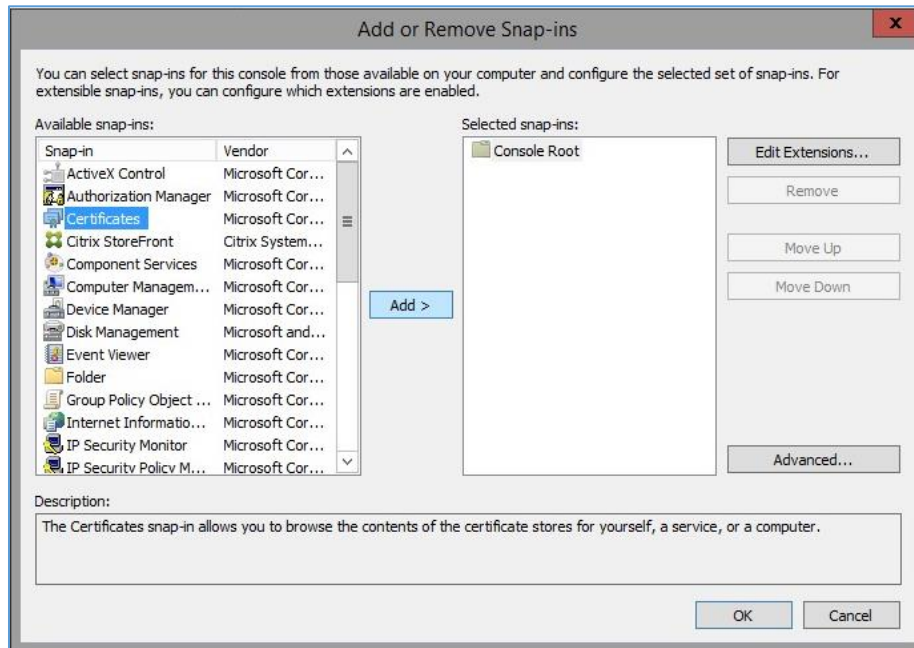 Add or Remove Snap-ins
x
You can select snap-ins for this console from those available on your computer and configure the selected set of snap-ins. For
extensible snap-ins, you can configure which extensions are enabled.
Available snap-ins:
Snap-in Vendor
ActiveX Control Microsoft Cor...
Authorization Manager Microsoft Cor...
Certificates Microsoft Cor...
Citrix StoreFront Citrix System...
Component Services Microsoft Cor...
Computer Managem... Microsoft Cor...
Device Manager Microsoft Cor...
Disk Management Microsoft and...
Event Viewer Microsoft Cor...
Folder Microsoft Cor...
Group Policy Object ... Microsoft Cor...
Internet Informatio... Microsoft Cor...
IP Security Monitor Microsoft Cor...
IP Security Policy M... Microsoft Cor...
Add >
Selected snap-ins:
Console Root
Edit Extensions...
Remove
Move Up
Move Down
Advanced...
Description:
The Certificates snap-in allows you to browse the contents of the certificate stores for yourself, a service, or a computer.
OK Cancel